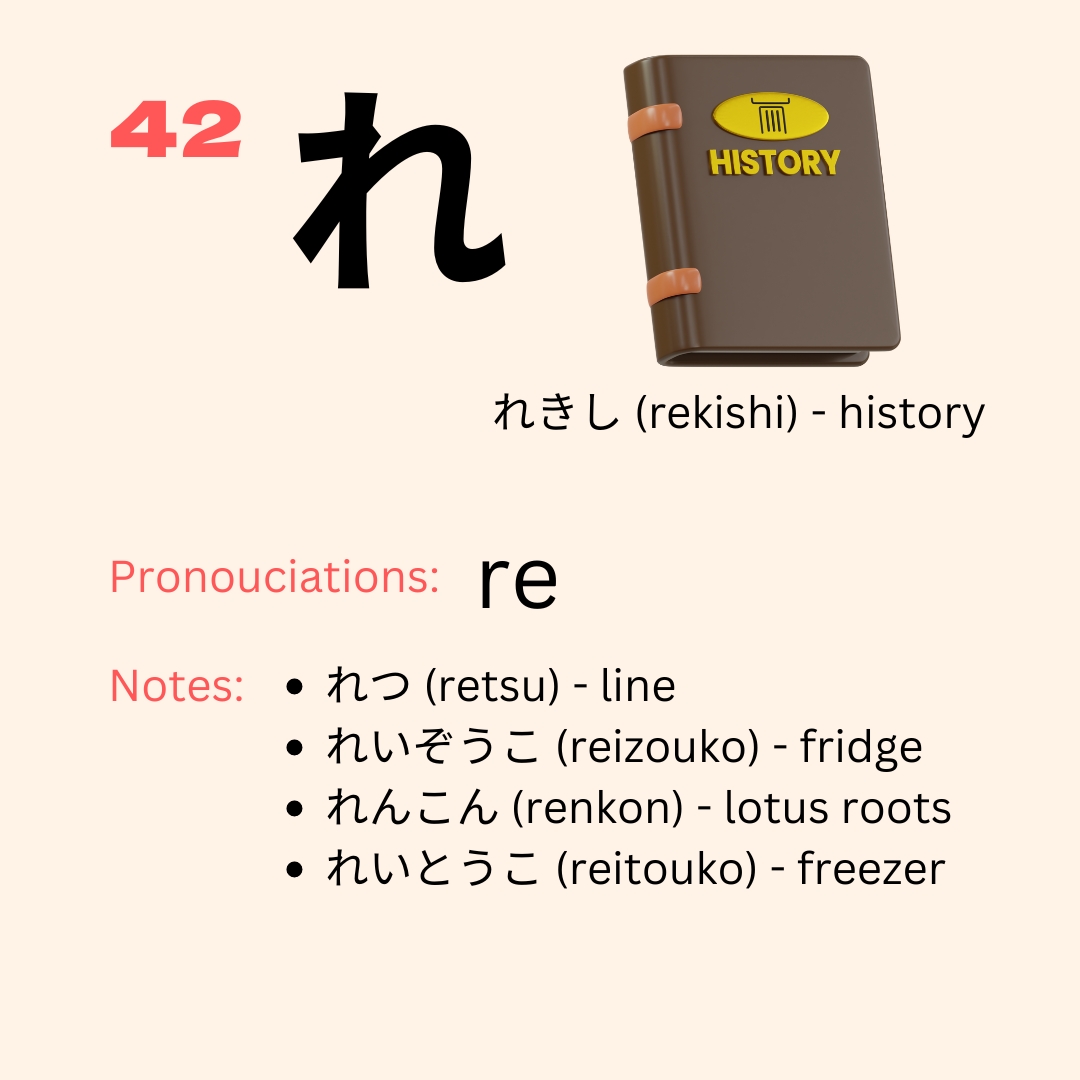 42
れ
HISTORY
れきし (rekishi) - history
Pronouciations: re
Notes:
• れつ (retsu) - line
• れいぞうこ (reizouko) - fridge
• れんこん (renkon) - lotus roots
• れいとうこ (reitouko) - freezer